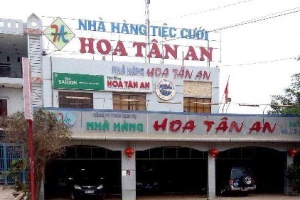 NHÀ HÀNG TIỆC CƯỚI
HOA TÂN AN
NHÀ HÀNG HOA TÂN AN
SAIGON
HOA TÂN AN
NHÀ HÀNG HOA TÂN AN